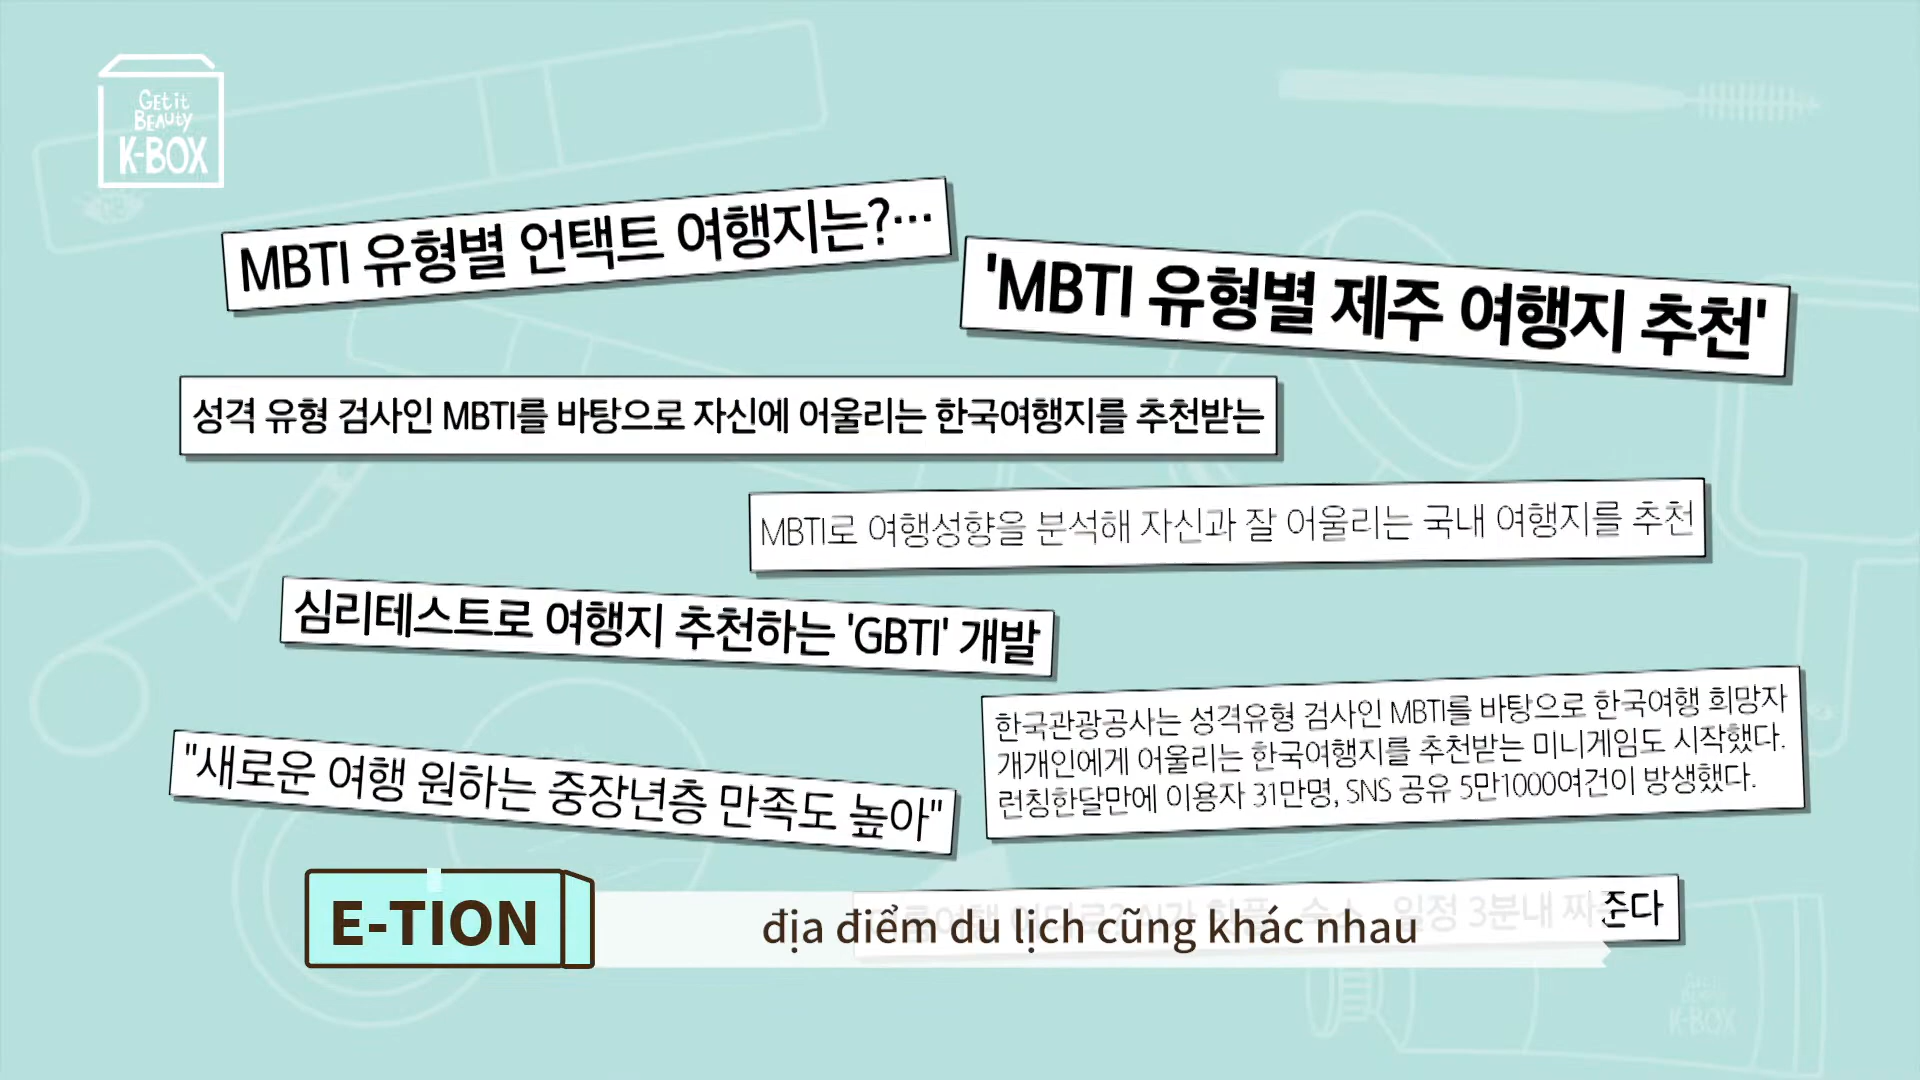 GEt it
BEAUty
K-BOX
MBTI 유형별 언택트 여행지는?…
'MBTI 유형별 제주 여행지 추천'
성격 유형 검사인 MBTI를 바탕으로 자신에 어울리는 한국여행지를 추천받는
MBTI로 여행성향을 분석해 자신과 잘 어울리는 국내 여행지를 추천
심리테스트로 여행지 추천하는 'GBTI' 개발
한국관광공사는 성격유형 검사인 MBTI를 바탕으로 한국여행 희망자
개개인에게 어울리는 한국여행지를 추천받는 미니게임도 시작했다.
런칭한달만에 이용자 31만명, SNS 공유 5만1000여건이 방생했다.
"새로운 여행 원하는 중장년층 만족도 높아"
일정 3분내 짜준다
E-TION
địa điểm du lịch cũng khác nhau
K-BOX